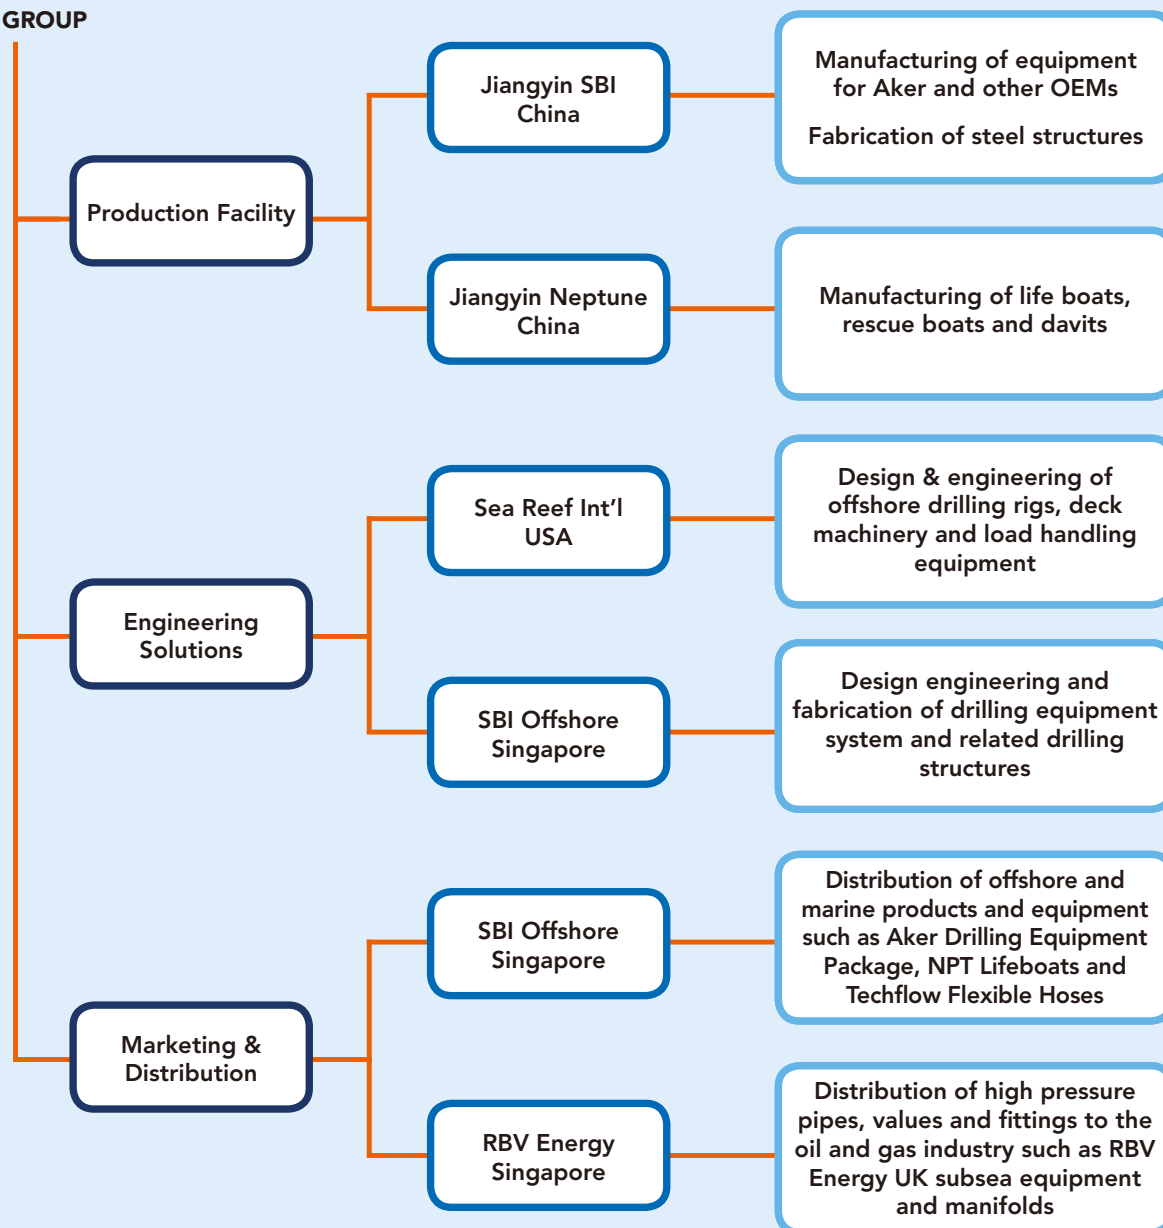 GROUP
Production Facility
Jiangyin SBI
China
Manufacturing of equipment
for Aker and other OEMs
Fabrication of steel structures
Jiangyin Neptune
China
Manufacturing of life boats,
rescue boats and davits
Engineering
Solutions
Sea Reef Int'l
USA
Design & engineering of
offshore drilling rigs, deck
machinery and load handling
equipment
SBI Offshore
Singapore
Design engineering and
fabrication of drilling equipment
system and related drilling
structures
Marketing &
Distribution
SBI Offshore
Singapore
Distribution of offshore and
marine products and equipment
such as Aker Drilling Equipment
Package, NPT Lifeboats and
Techflow Flexible Hoses
RBV Energy
Singapore
Distribution of high pressure
pipes, values and fittings to the
oil and gas industry such as RBV
Energy UK subsea equipment
and manifolds